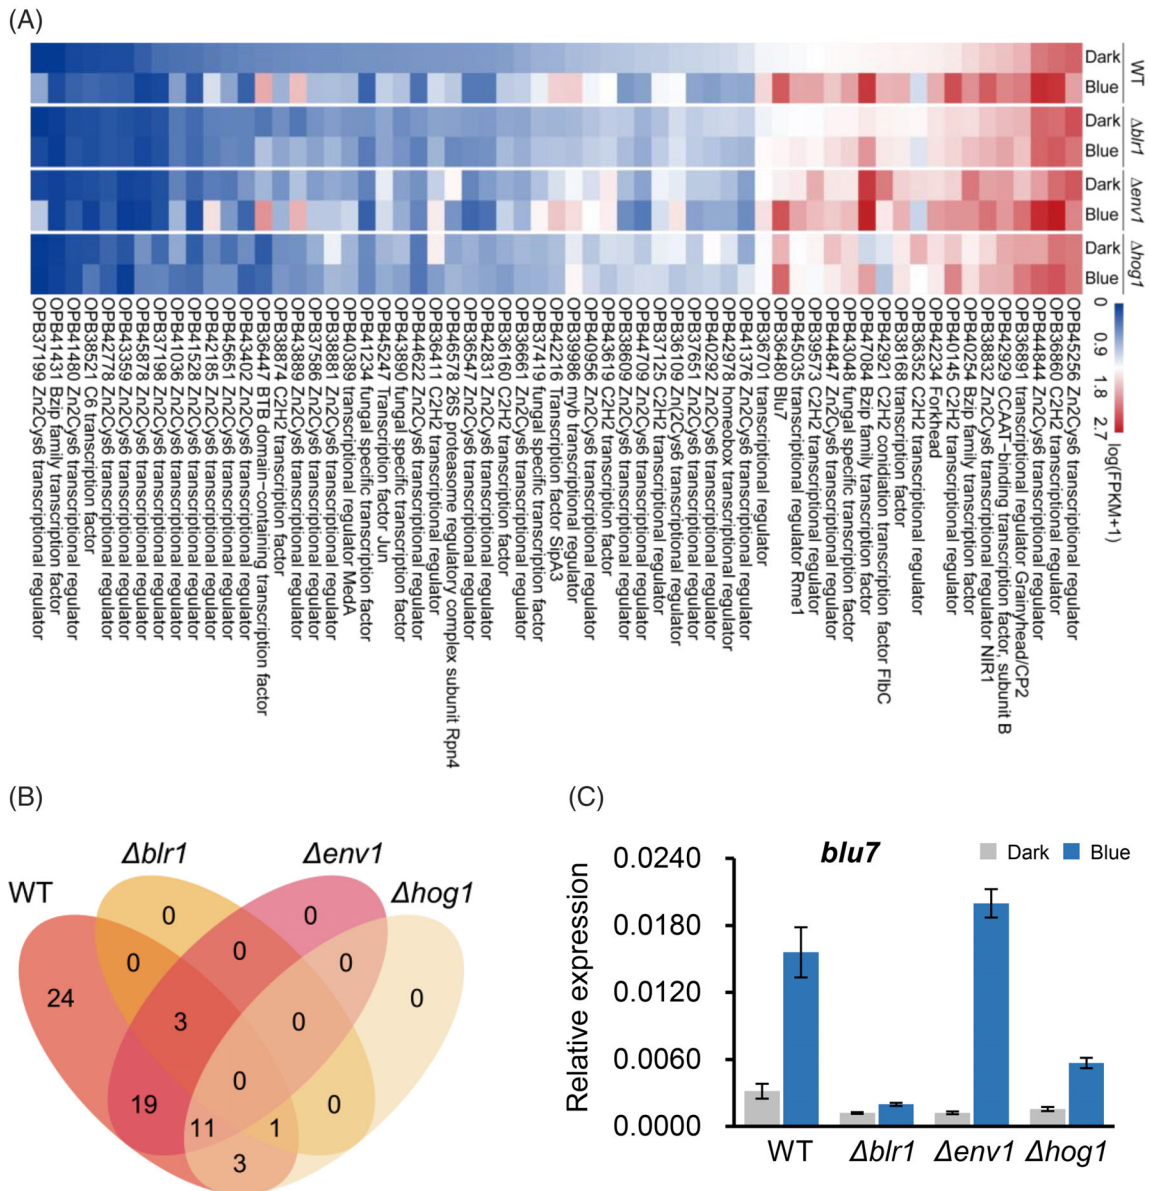 (A)
Dark
Blue
WT
Dark
Blue
Δblr1
Dark
Blue
Δenv1
Dark
Blue
Δhog1
OPB37199 Zn2Cys6 transcriptional regulator
OPB41431 Bzip family transcription factor
OPB41480 Zn2Cys6 transcriptional regulator
OPB38521 C6 transcription factor
OPB42778 Zn2Cys6 transcriptional regulator
OPB43359 Zn2Cys6 transcriptional regulator
OPB45878 Zn2Cys6 transcriptional regulator
OPB37198 Zn2Cys6 transcriptional regulator
OPB41036 Zn2Cys6 transcriptional regulator
OPB41528 Zn2Cys6 transcriptional regulator
OPB42185 Zn2Cys6 transcriptional regulator
OPB45651 Zn2Cys6 transcriptional regulator
OPB43402 Zn2Cys6 transcriptional regulator
OPB36447 BTB domain−containing transcription factor
OPB38874 C2H2 transcription factor
OPB43889 Zn2Cys6 transcriptional regulator
OPB37586 Zn2Cys6 transcriptional regulator
OPB38881 Zn2Cys6 transcriptional regulator
OPB40389 transcriptional regulator MedA
OPB41234 fungal specific transcription factor
OPB45247 Transcription factor Jun
OPB43890 fungal specific transcription factor
OPB44622 Zn2Cys6 transcriptional regulator
OPB36411 C2H2 transcriptional regulator
OPB46578 26S proteasome regulatory complex subunit Rpn4
OPB36547 Zn2Cys6 transcriptional regulator
OPB42831 Zn2Cys6 transcriptional regulator
OPB36160 C2H2 transcription factor
OPB36661 Zn2Cys6 transcriptional regulator
OPB37419 fungal specific transcription factor
OPB42216 Transcription factor SipA3
OPB39986 myb transcriptional regulator
OPB40956 Zn2Cys6 transcriptional regulator
OPB43619 C2H2 transcription factor
OPB38609 Zn2Cys6 transcriptional regulator
OPB44709 Zn2Cys6 transcriptional regulator
OPB37125 C2H2 transcriptional regulator
OPB36109 Zn(2)Cys6 transcriptional regulator
OPB37651 Zn2Cys6 transcriptional regulator
OPB40292 Zn2Cys6 transcriptional regulator
OPB42978 homeobox transcriptional regulator
OPB41376 Zn2Cys6 transcriptional regulator
OPB36701 transcriptional regulator
OPB36480 Blu7
OPB45035 transcriptional regulator Rme1
OPB39573 C2H2 transcriptional regulator
OPB44847 Zn2Cys6 transcriptional regulator
OPB43048 fungal specific transcription factor
OPB47084 Bzip family transcription factor
OPB42921 C2H2 conidiation transcription factor FlbC
OPB38168 transcription factor
OPB36352 C2H2 transcriptional regulator
OPB42234 Forkhead
OPB40145 C2H2 transcriptional regulator
OPB40254 Bzip family transcription factor
OPB38832 Zn2Cys6 transcriptional regulator NIR1
OPB42929 CCAAT−binding transcription factor, subunit B
OPB36891 transcriptional regulator Grainyhead/CP2
OPB44844 Zn2Cys6 transcriptional regulator
OPB36860 C2H2 transcriptional regulator
OPB45256 Zn2Cys6 transcriptional regulator
0
0.9
1.8
2.7
log(FPKM+1)
(B)
WT
Δblr1
Δenv1
Δhog1
0
0
0
0
0
24
0
3
0
0
19
11
1
0
3
(C)
blu7
Dark
Blue
Relative expression
0.0240
0.0180
0.0120
0.0060
0.0000
WT
Δblr1
Δenv1
Δhog1